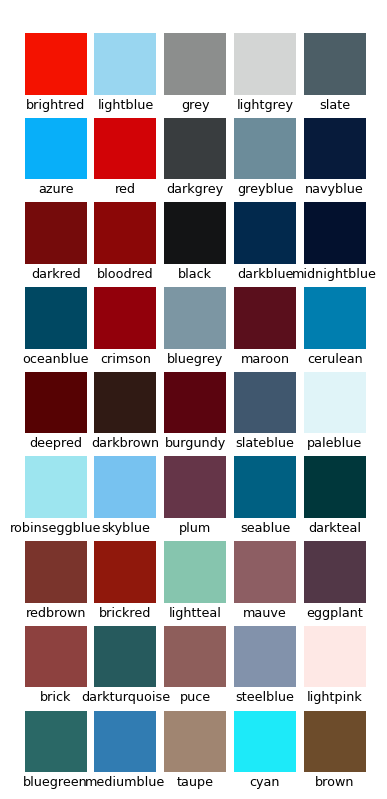 brightred lightblue grey lightgrey slate
azure red darkgrey greyblue navyblue
darkred bloodred black darkblue midnightblue
oceanblue crimson bluegrey maroon cerulean
deepred darkbrown burgundy slateblue paleblue
robinseggblue skyblue plum seablue darkteal
redbrown brickred lightteal mauve eggplant
brick darkturquoise puce steelblue lightpink
bluegreen mediumblue taupe cyan brown